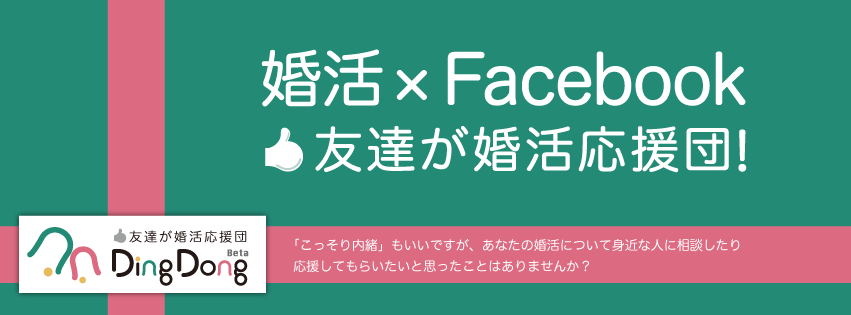 婚活×Facebook
友達が婚活応援団!
友達が婚活応援団
Beta
DingDong
「こっそり内緒」もいいですが、あなたの婚活について身近な人に相談したり
応援してもらいたいと思ったことはありませんか？